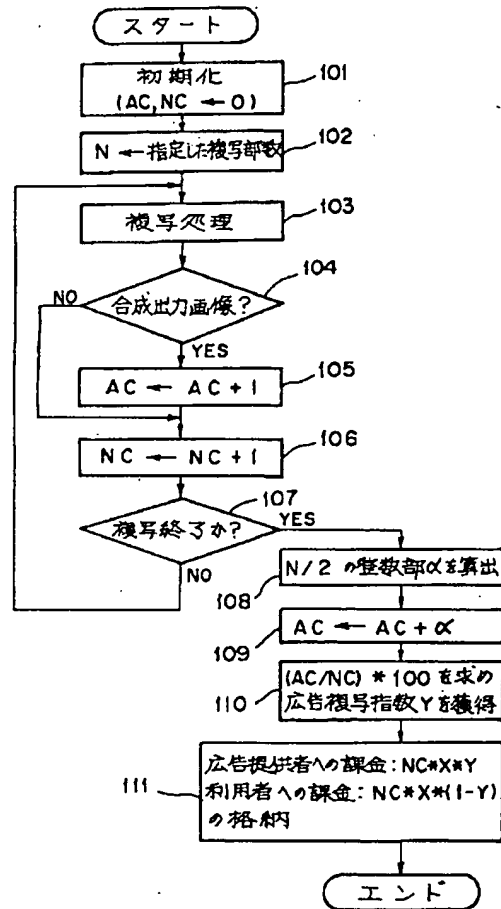 スタート
初期化
(AC,NC ← 0)
101
N ← 指定した複写部数
102
複写処理
103
合成出力画像?
104
NO
YES
AC ← AC + 1
105
NC ← NC + 1
106
複写終了か?
107
YES
NO
N/2 の整数部αを算出
108
AC ← AC + α
109
(AC/NC) * 100 を求め
広告複写指数Yを獲得
110
広告提供者への課金:NC*X*Y
利用者への課金:NC*X*(1-Y)
の格納
111
エンド